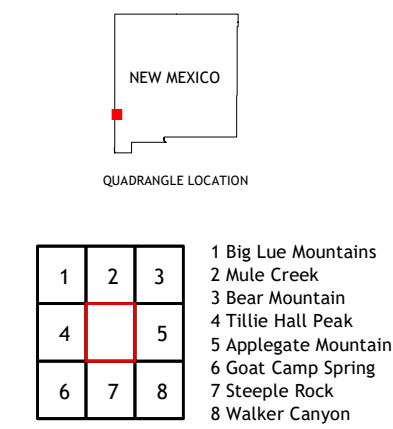 NEW MEXICO
QUADRANGLE LOCATION
1 2 3
4 5
6 7 8
1 Big Lue Mountains
2 Mule Creek
3 Bear Mountain
4 Tillie Hall Peak
5 Applegate Mountain
6 Goat Camp Spring
7 Steeple Rock
8 Walker Canyon